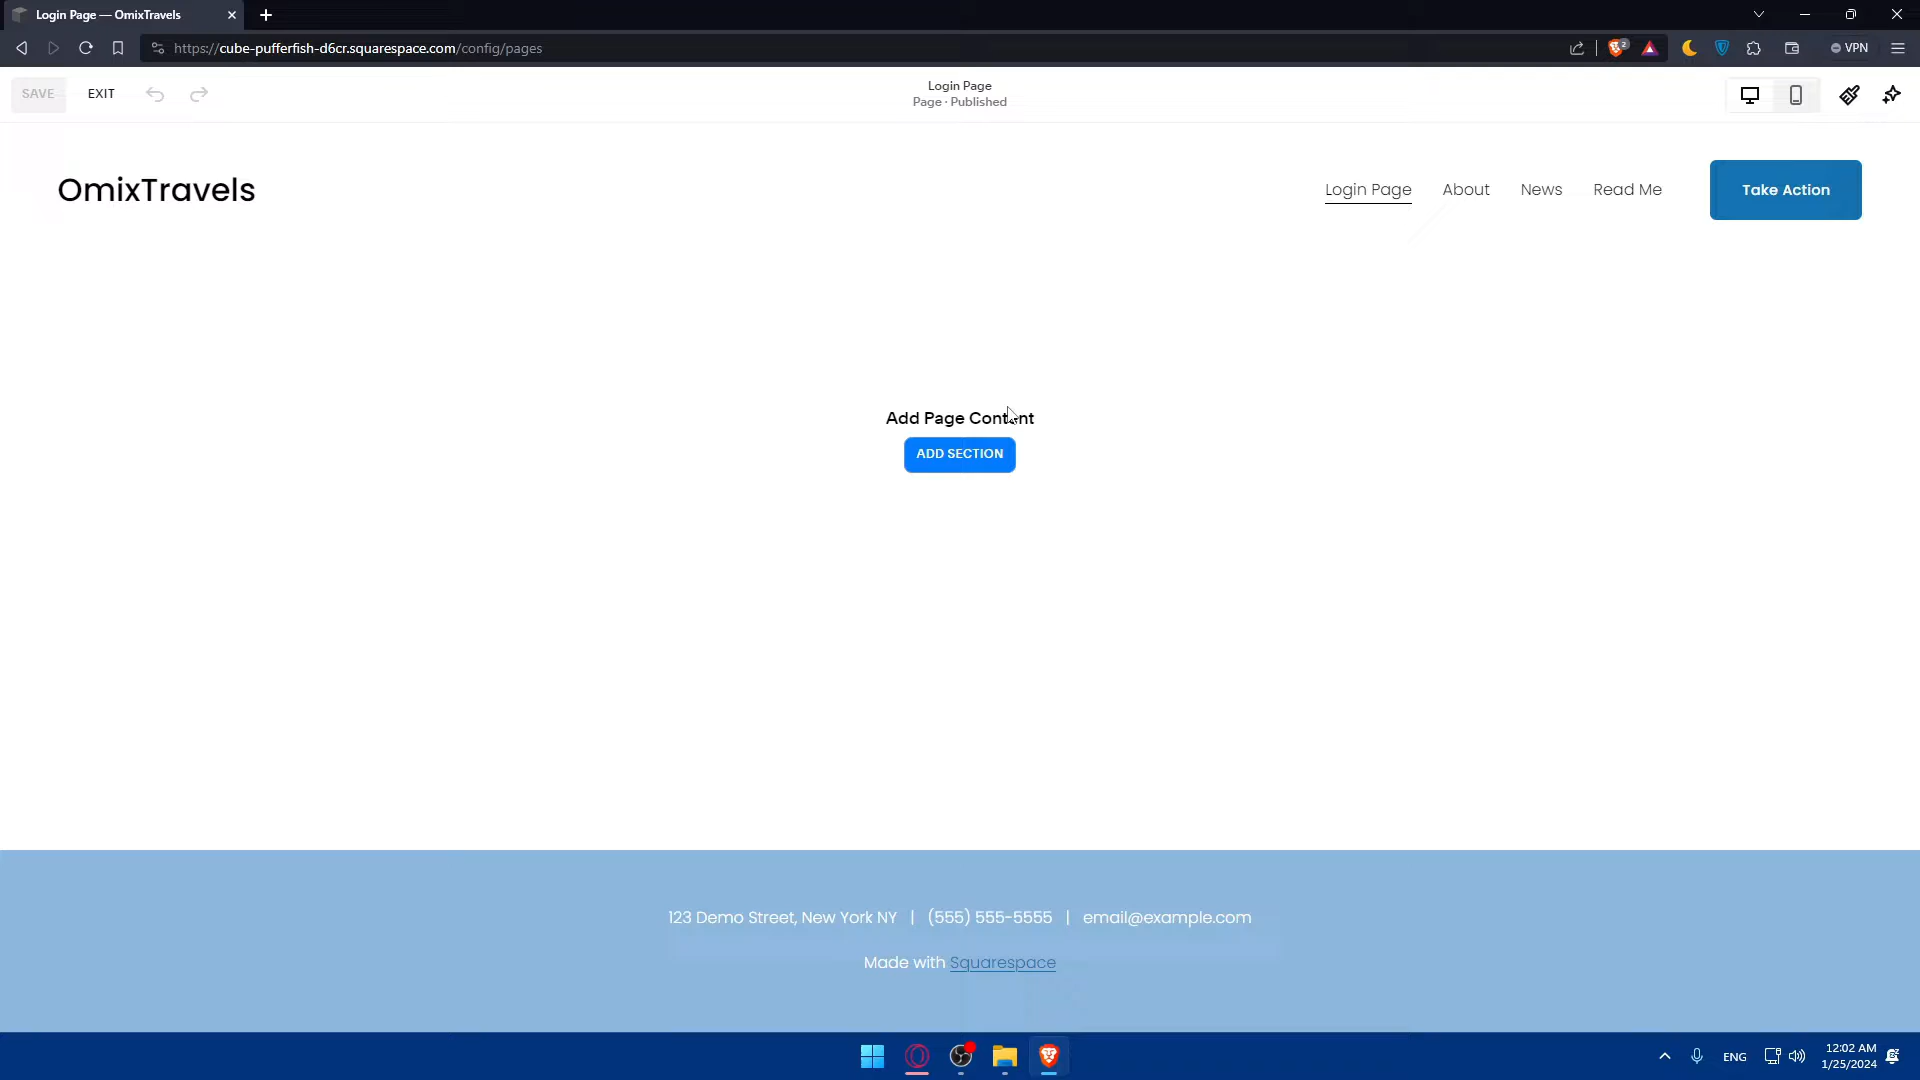 Login Page — OmixTravels
https://cube-pufferfish-d6cr.squarespace.com/config/pages
2
VPN
SAVE
EXIT
Login Page
Page · Published
OmixTravels
Login Page
About
News
Read Me
Take Action
Add Page Content
ADD SECTION
123 Demo Street, New York NY | (555) 555-5555 | email@example.com
Made with Squarespace
ENG
12:02 AM
1/25/2024